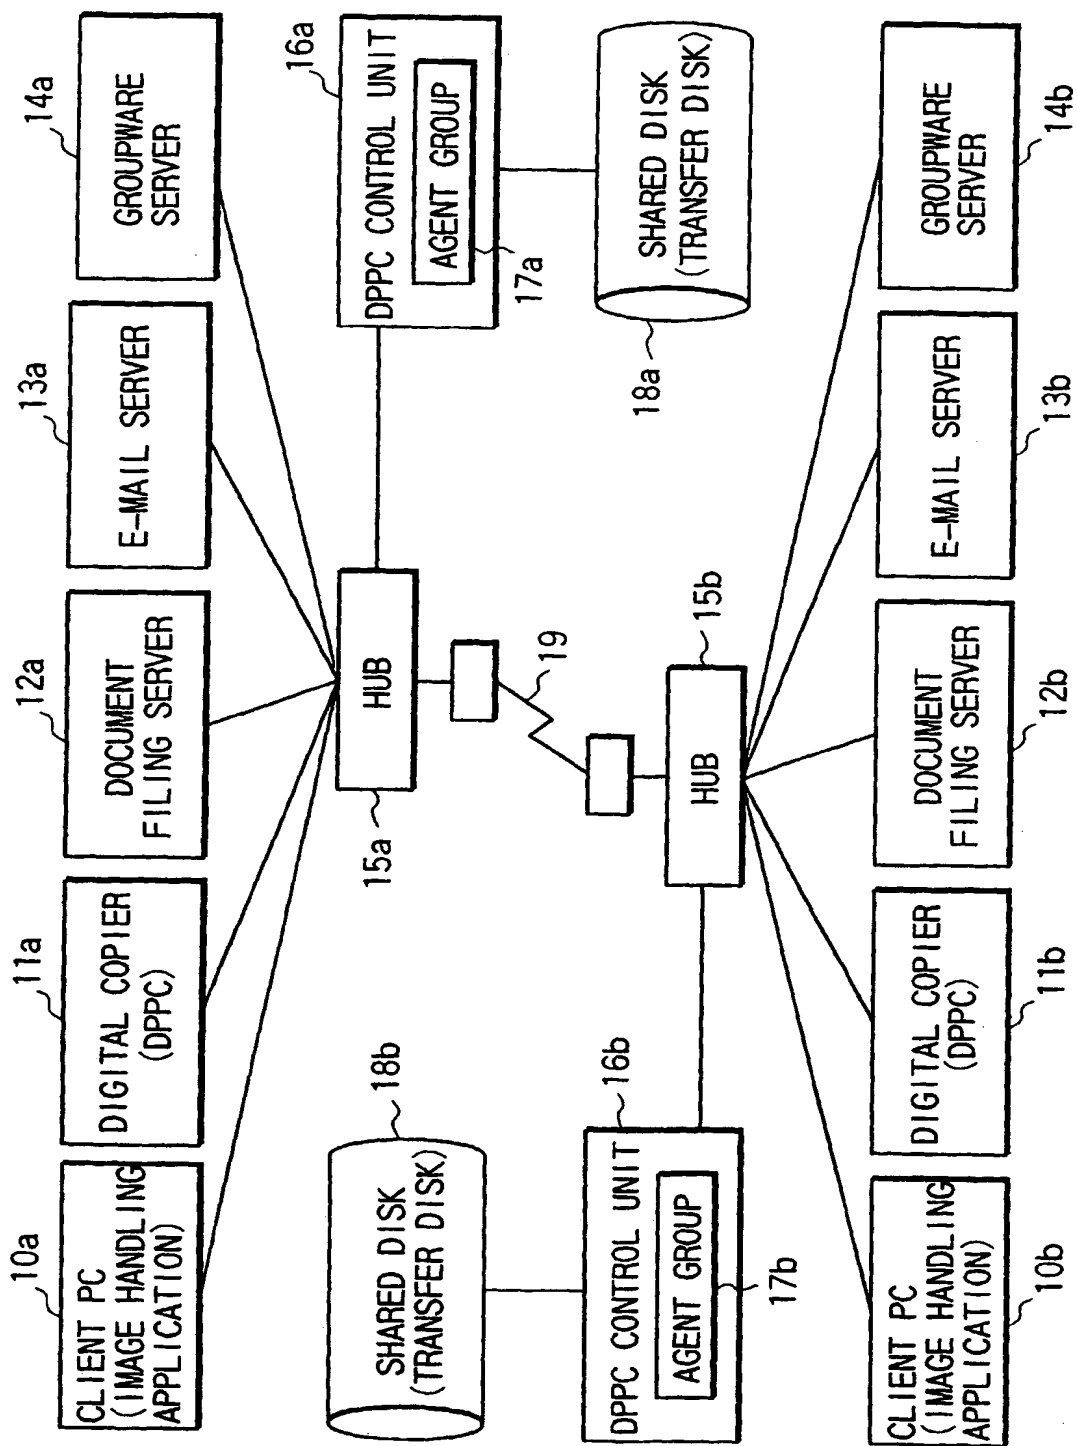 10a
CLIENT PC
(IMAGE HANDLING
APPLICATION)
11a
DIGITAL COPIER
(DPPC)
12a
DOCUMENT
FILING SERVER
13a
E-MAIL SERVER
14a
GROUPWARE
SERVER
HUB
15a
16a
DPPC CONTROL UNIT
AGENT GROUP
17a
SHARED DISK
(TRANSFER DISK)
18a
19
18b
SHARED DISK
(TRANSFER DISK)
16b
DPPC CONTROL UNIT
AGENT GROUP
17b
15b
HUB
CLIENT PC
(IMAGE HANDLING
APPLICATION)
10b
DIGITAL COPIER
(DPPC)
11b
DOCUMENT
FILING SERVER
12b
E-MAIL SERVER
13b
GROUPWARE
SERVER
14b